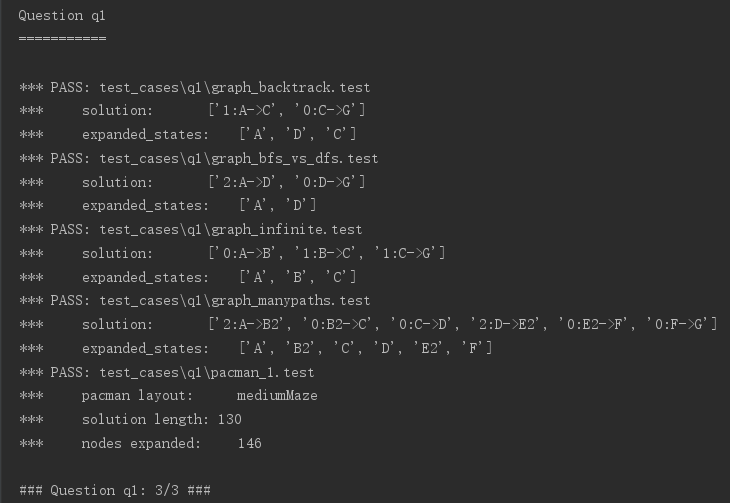 Question q1
===========
*** PASS: test_cases\q1\graph_backtrack.test
***     solution:       ['1:A->C', '0:C->G']
***     expanded_states:    ['A', 'D', 'C']
*** PASS: test_cases\q1\graph_bfs_vs_dfs.test
***     solution:       ['2:A->D', '0:D->G']
***     expanded_states:    ['A', 'D']
*** PASS: test_cases\q1\graph_infinite.test
***     solution:       ['0:A->B', '1:B->C', '1:C->G']
***     expanded_states:    ['A', 'B', 'C']
*** PASS: test_cases\q1\graph_manypaths.test
***     solution:       ['2:A->B2', '0:B2->C', '0:C->D', '2:D->E2', '0:E2->F', '0:F->G']
***     expanded_states:    ['A', 'B2', 'C', 'D', 'E2', 'F']
*** PASS: test_cases\q1\pacman_1.test
***     pacman layout:      mediumMaze
***     solution length: 130
***     nodes expanded:     146
### Question q1: 3/3 ###